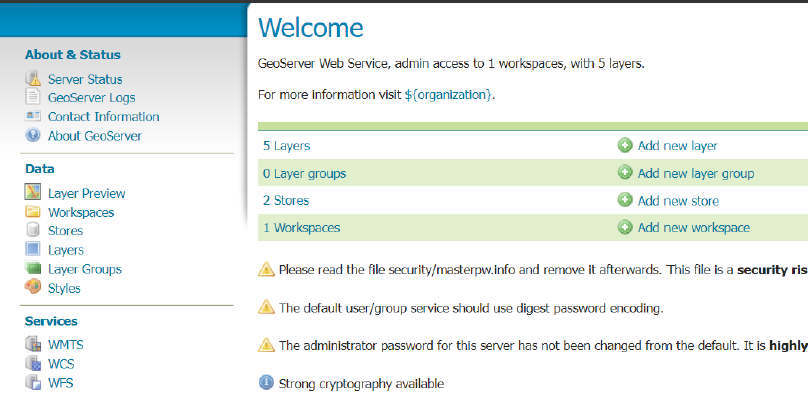 About & Status
Server Status
GeoServer Logs
Contact Information
About GeoServer
Data
Layer Preview
Workspaces
Stores
Layers
Layer Groups
Styles
Services
WMTS
WCS
WFS
Welcome
GeoServer Web Service, admin access to 1 workspaces, with 5 layers.
For more information visit ${organization}.
5 Layers Add new layer
0 Layer groups Add new layer group
2 Stores Add new store
1 Workspaces Add new workspace
Please read the file security/masterpw.info and remove it afterwards. This file is a security ris
The default user/group service should use digest password encoding.
The administrator password for this server has not been changed from the default. It is highly
Strong cryptography available